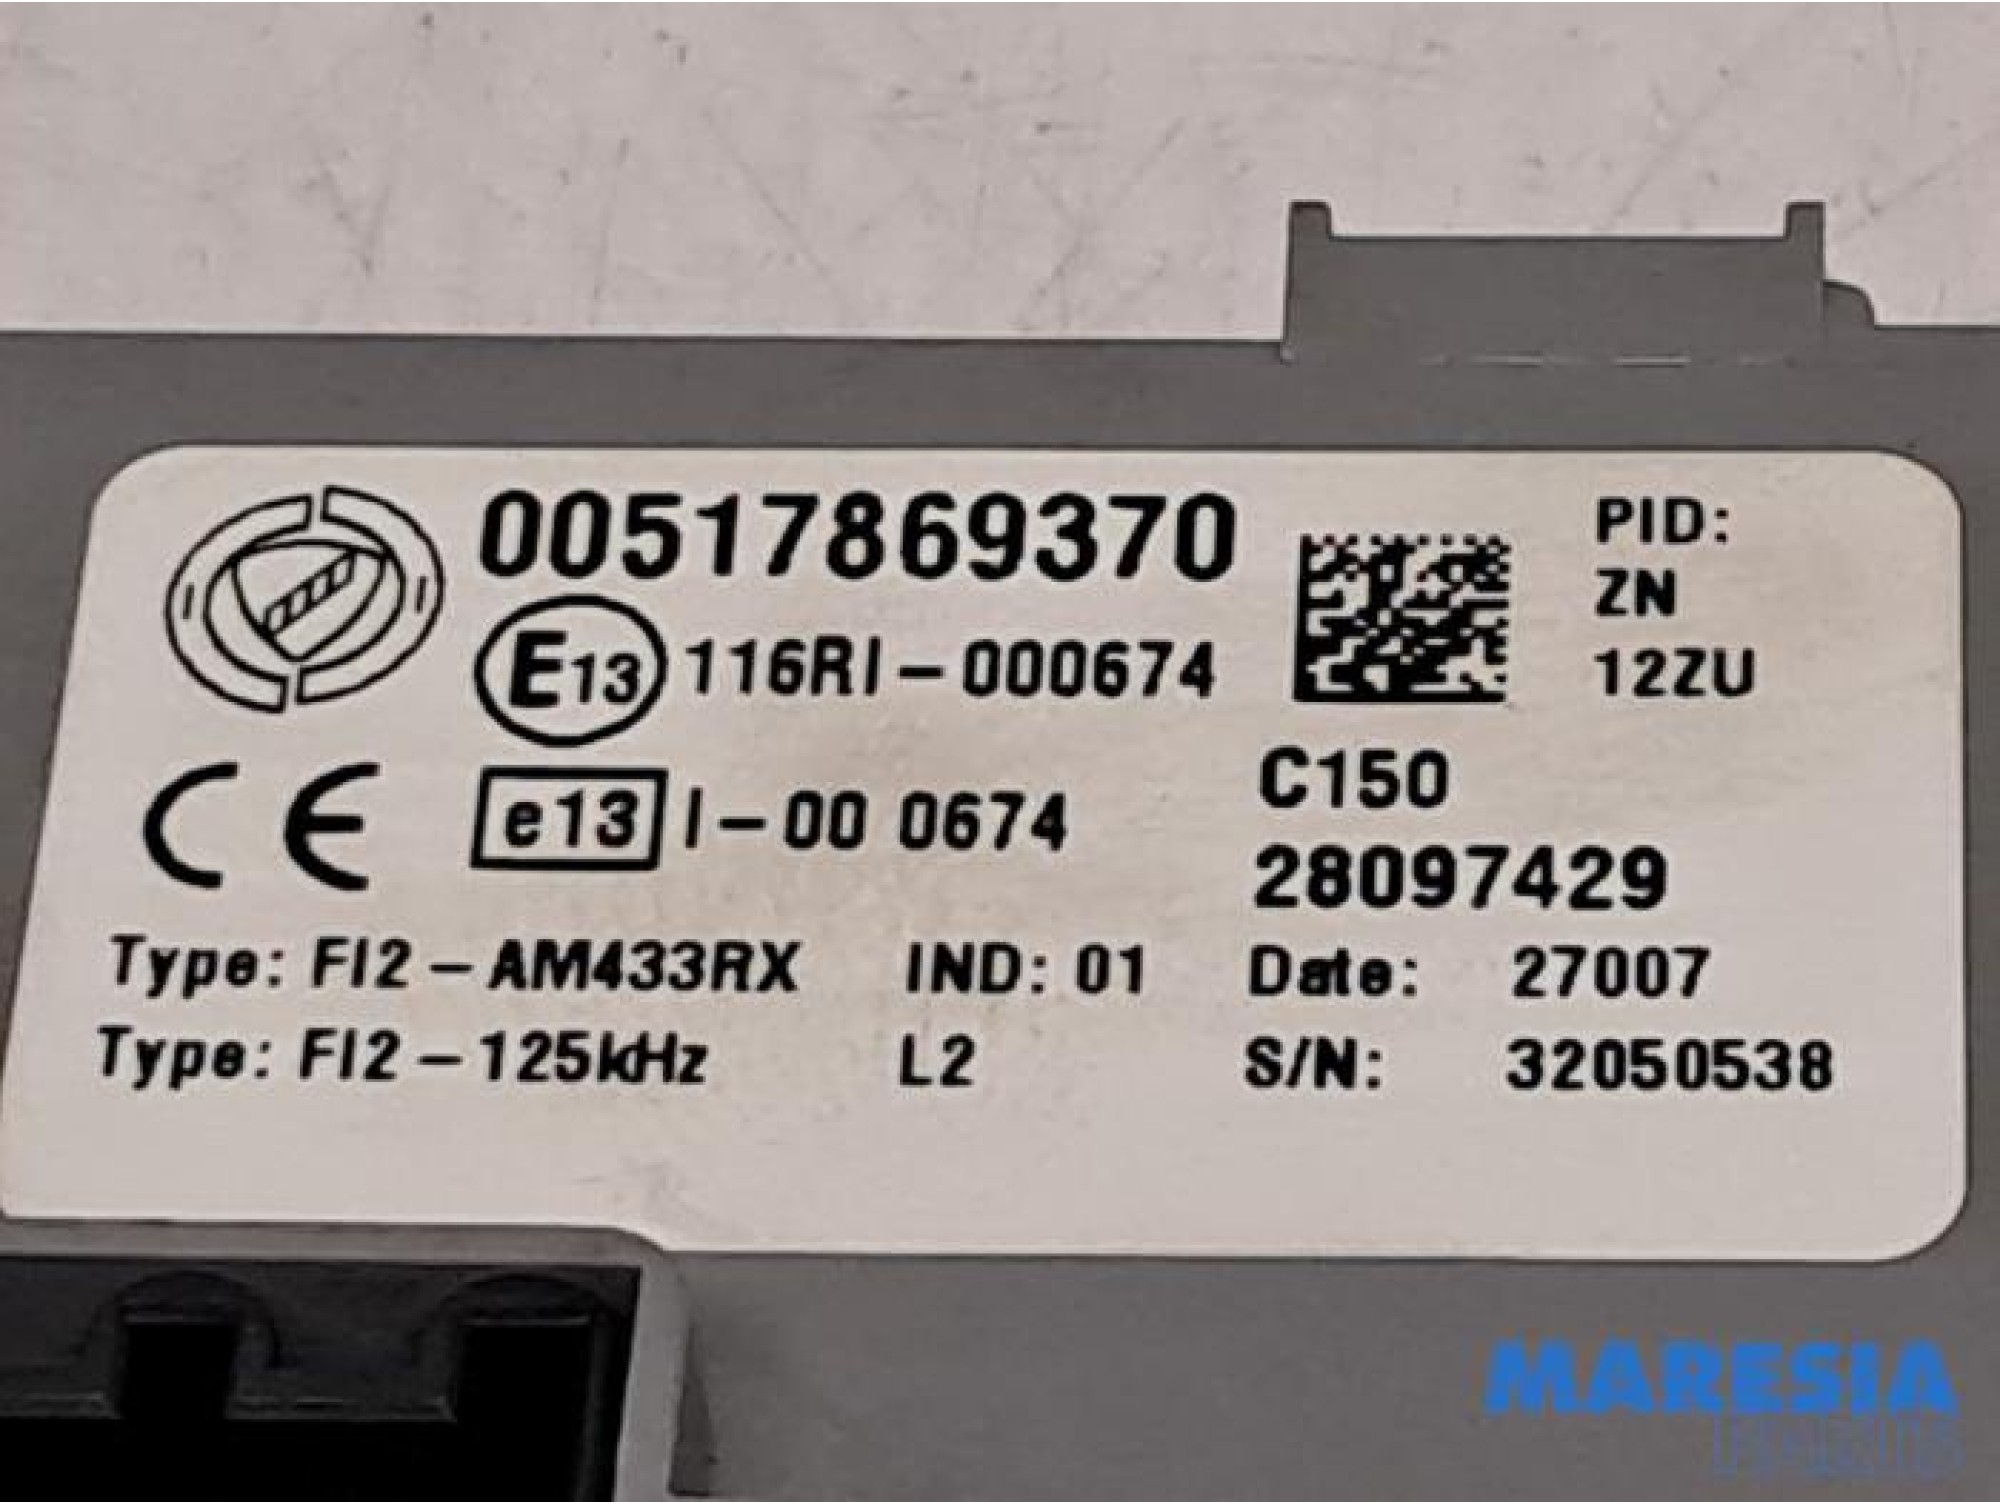 00517869370
E13 116RI-000674
e13 I-00 0674
Type: FI2-AM433RX IND: 01
Type: FI2-125kHz L2
PID:
ZN
12ZU
C150
28097429
Date: 27007
S/N: 32050538
CE
MARESIA
PARTS